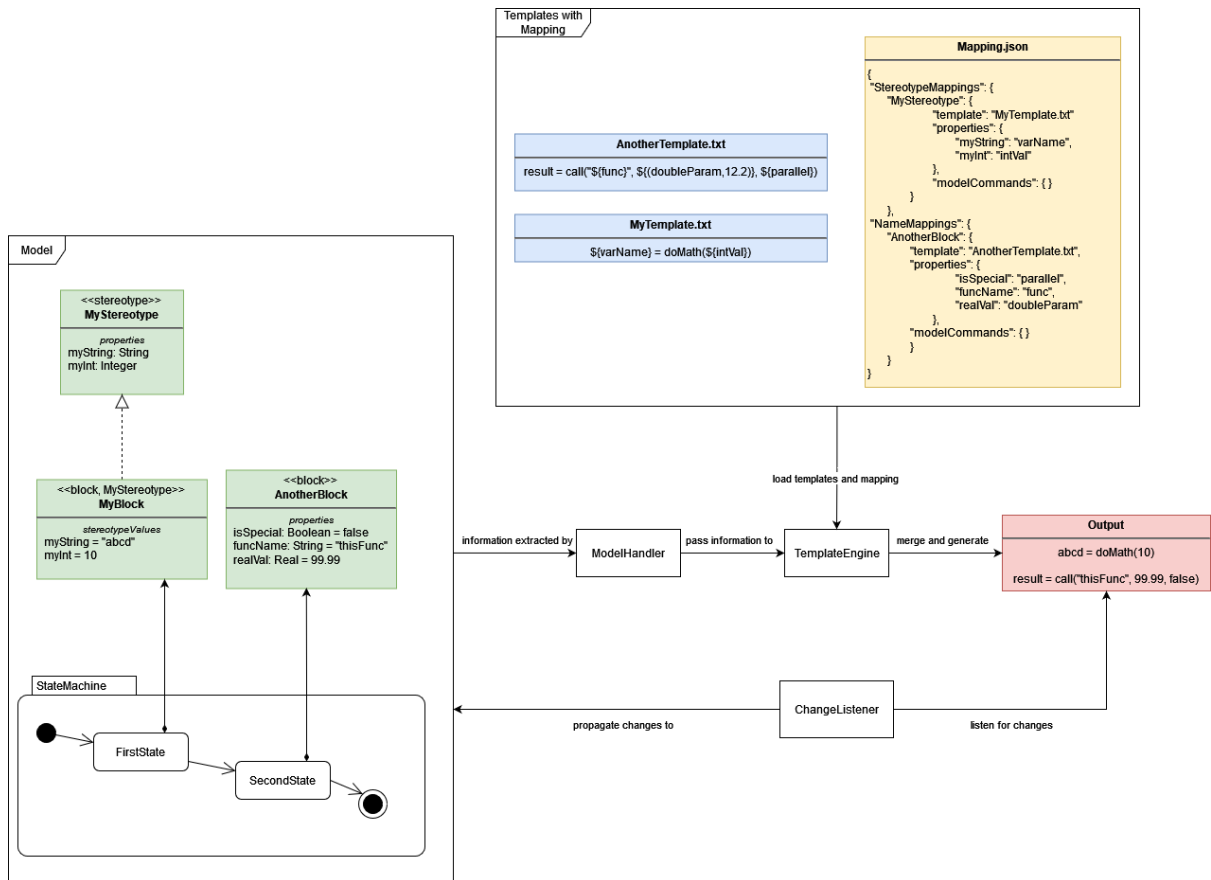 Templates with
Mapping
Mapping.json
{
"StereotypeMappings": {
"MyStereotype": {
"template": "MyTemplate.txt"
"properties": {
"myString": "varName",
"myInt": "intVal"
},
"modelCommands": { }
}
},
"NameMappings": {
"AnotherBlock": {
"template": "AnotherTemplate.txt",
"properties": {
"isSpecial": "parallel",
"funcName": "func",
"realVal": "doubleParam"
},
"modelCommands": { }
}
}
}
AnotherTemplate.txt
result = call("${func}", ${(doubleParam,12.2)}, ${parallel})
MyTemplate.txt
${varName} = doMath(${intVal})
Model
<<stereotype>>
MyStereotype
properties
myString: String
myInt: Integer
<<block, MyStereotype>>
MyBlock
stereotypeValues
myString = "abcd"
myInt = 10
<<block>>
AnotherBlock
properties
isSpecial: Boolean = false
funcName: String = "thisFunc"
realVal: Real = 99.99
StateMachine
FirstState
SecondState
load templates and mapping
information extracted by
ModelHandler
pass information to
TemplateEngine
merge and generate
Output
abcd = doMath(10)
result = call("thisFunc", 99.99, false)
ChangeListener
propagate changes to
listen for changes